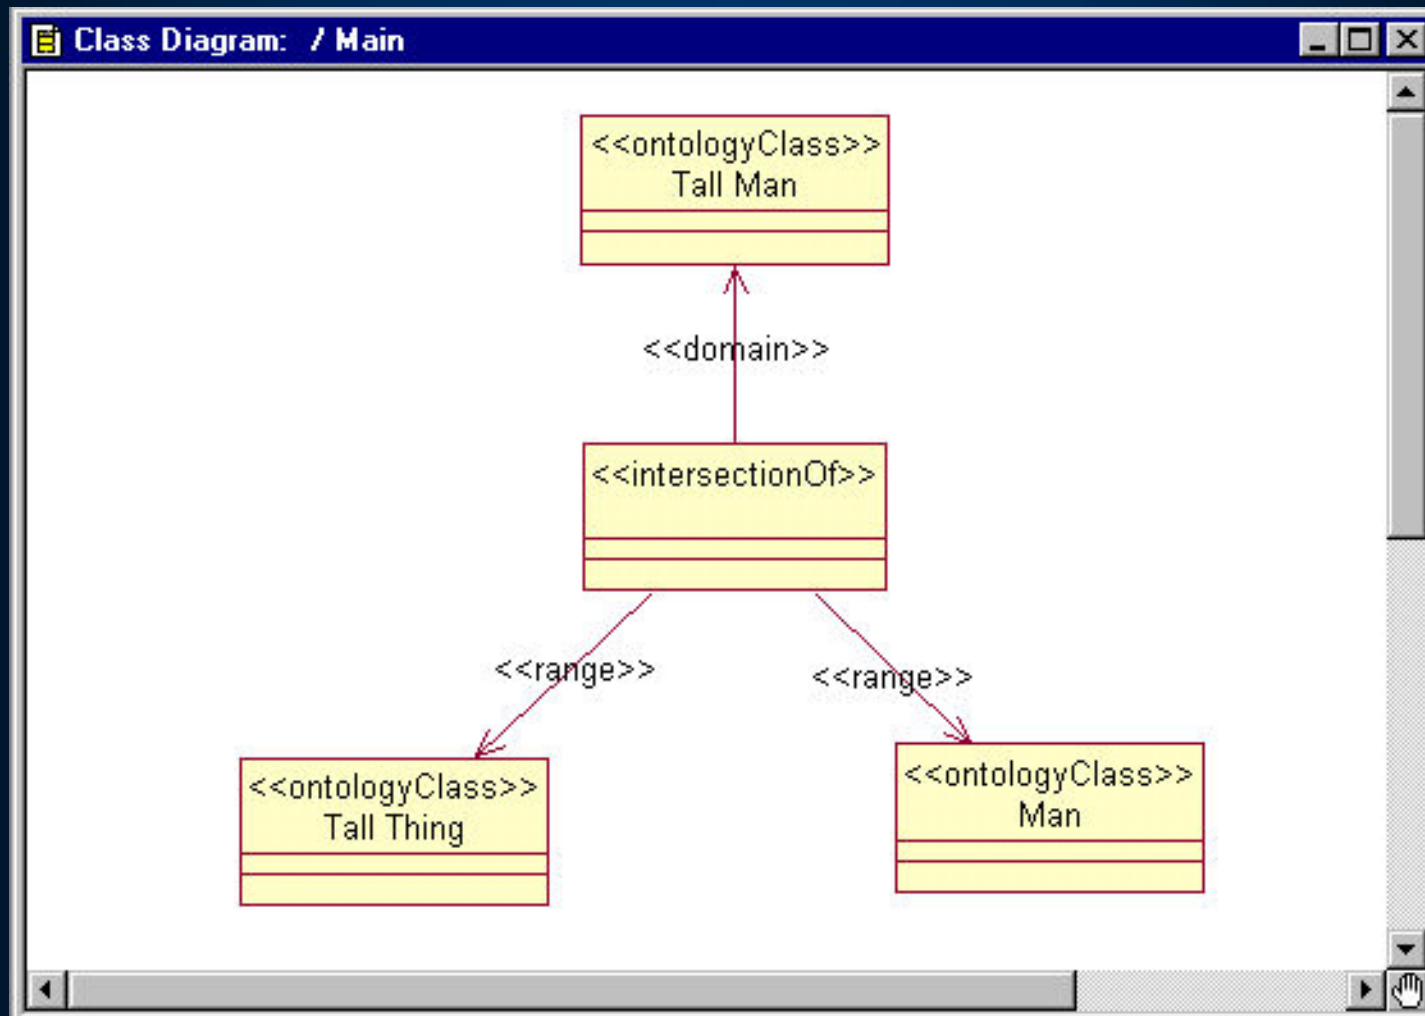 Class Diagram: / Main
<<ontologyClass>>
Tall Man
<<domain>>
<<intersectionOf>>
<<range>>
<<range>>
<<ontologyClass>>
Tall Thing
<<ontologyClass>>
Man